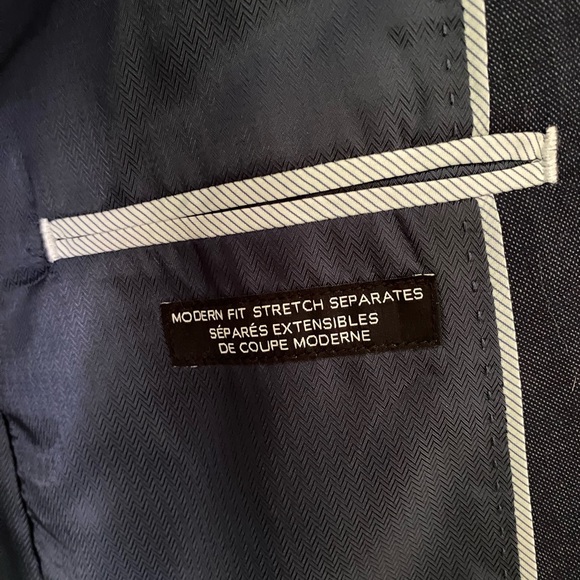 MODERN FIT STRETCH SEPARATES
SÉPARÉS EXTENSIBLES
DE COUPE MODERNE